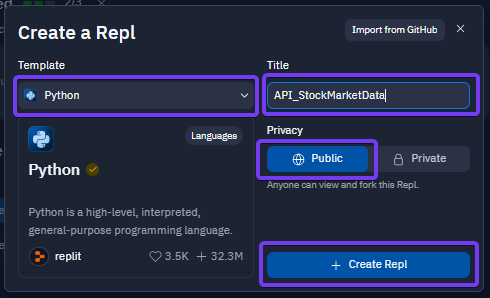 Create a Repl
Import from GitHub
Template
Python
Languages
Python
Python is a high-level, interpreted,
general-purpose programming language.
replit
3.5K
32.3M
Title
API_StockMarketData
Privacy
Public
Private
Anyone can view and fork this Repl.
+ Create Repl